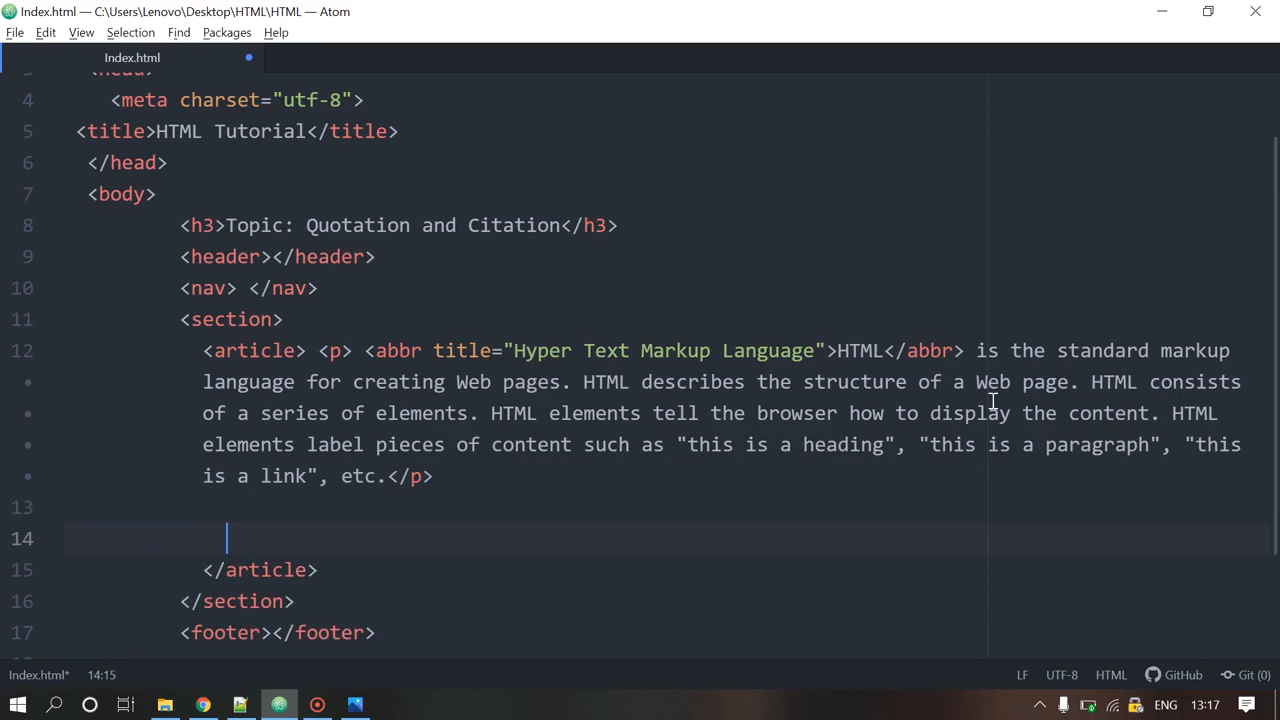 Index.html — C:\Users\Lenovo\Desktop\HTML\HTML — Atom
File Edit View Selection Find Packages Help
Index.html
<head>
4 <meta charset="utf-8">
5 <title>HTML Tutorial</title>
6 </head>
7 <body>
8 <h3>Topic: Quotation and Citation</h3>
9 <header></header>
10 <nav> </nav>
11 <section>
12 <article> <p> <abbr title="Hyper Text Markup Language">HTML</abbr> is the standard markup
language for creating Web pages. HTML describes the structure of a Web page. HTML consists
of a series of elements. HTML elements tell the browser how to display the content. HTML
elements label pieces of content such as "this is a heading", "this is a paragraph", "this
is a link", etc.</p>
13
14
15 </article>
16 </section>
17 <footer></footer>
Index.html* 14:15 LF UTF-8 HTML GitHub Git (0)
ENG 13:17